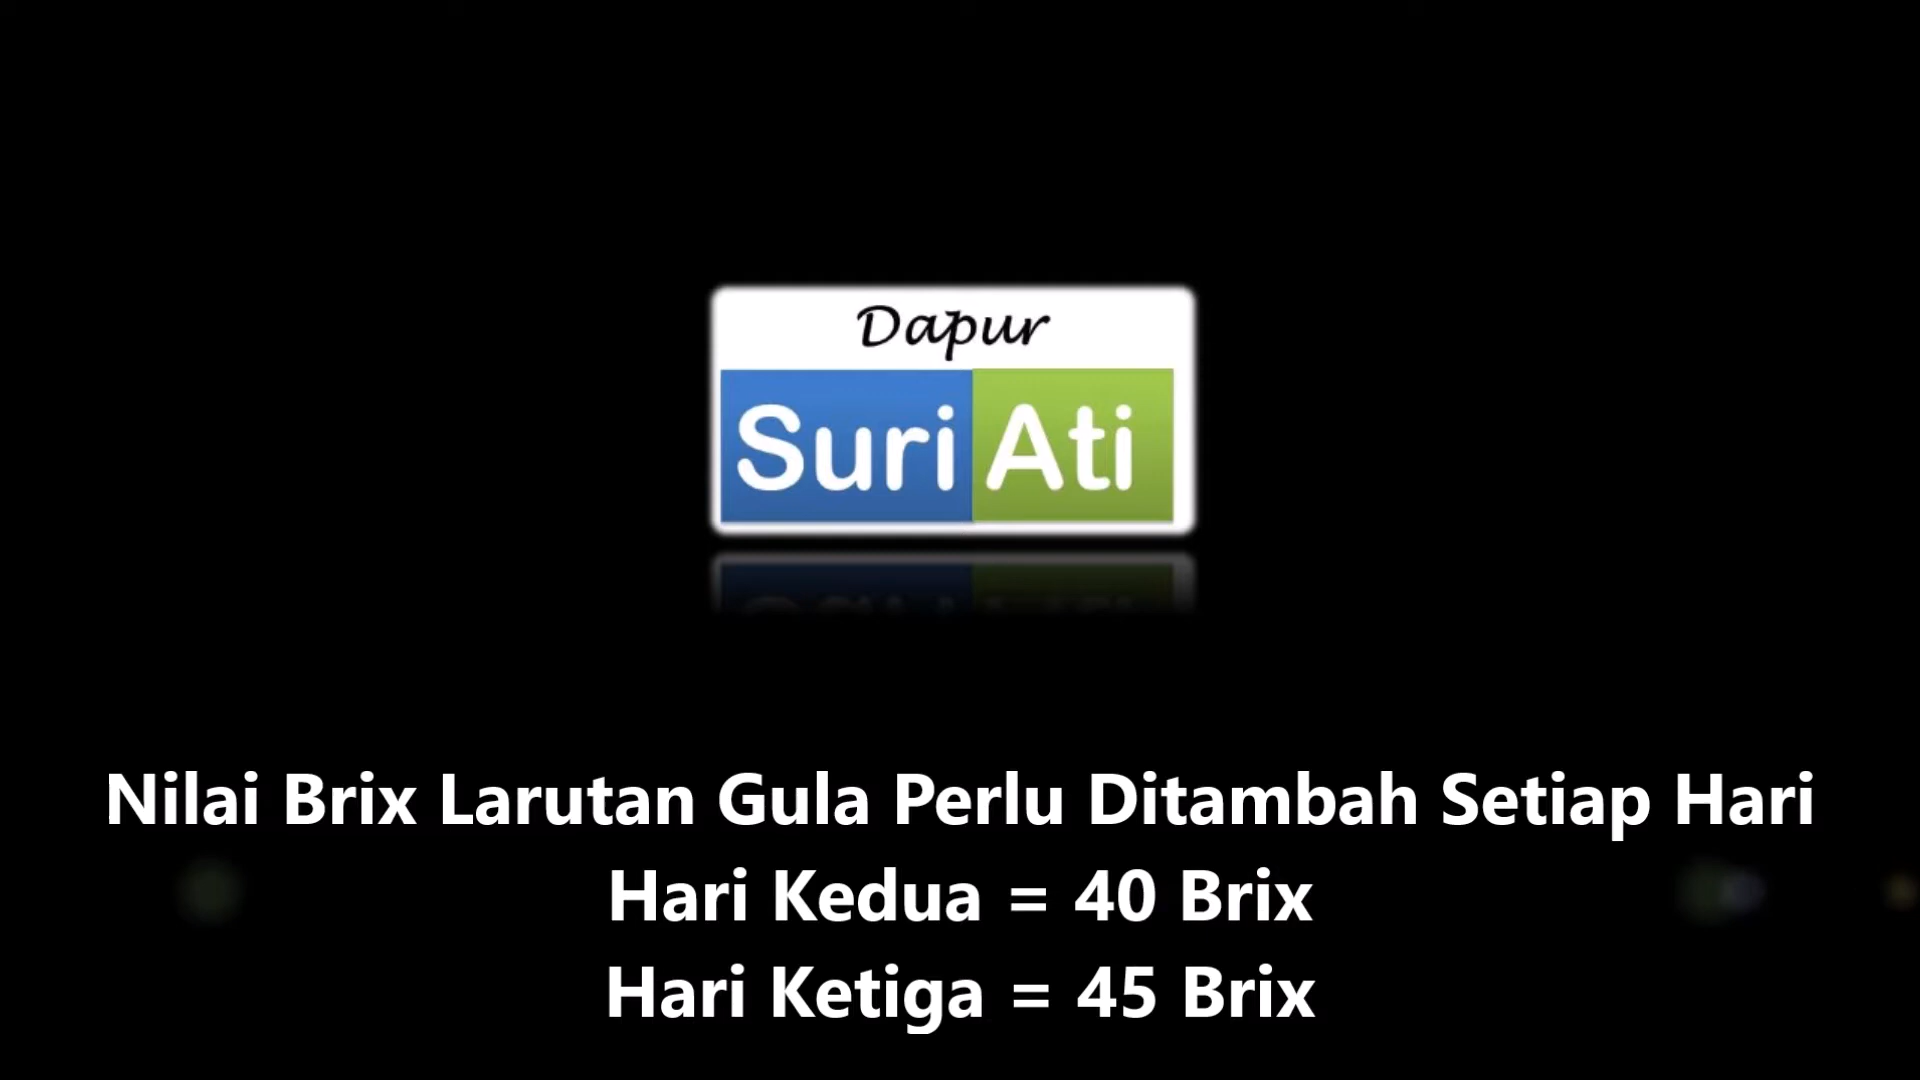 Dapur
Suri Ati
Nilai Brix Larutan Gula Perlu Ditambah Setiap Hari
Hari Kedua = 40 Brix
Hari Ketiga = 45 Brix